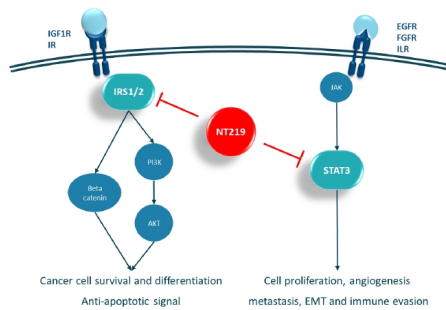 IGF1R
IR
EGFR
FGFR
ILR
IRS1/2
JAK
NT219
STAT3
PI3K
Beta
catenin
AKT
Cancer cell survival and differentiation
Anti-apoptotic signal
Cell proliferation, angiogenesis
metastasis, EMT and immune evasion